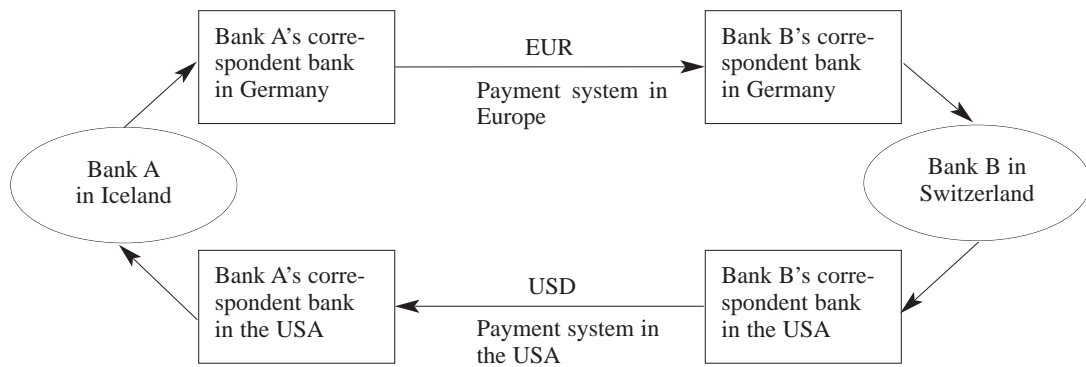 Bank A's corre-
spondent bank
in Germany
EUR
Payment system in
Europe
Bank B's corre-
spondent bank
in Germany
Bank A
in Iceland
Bank B in
Switzerland
Bank A's corre-
spondent bank
in the USA
USD
Payment system in
the USA
Bank B's corre-
spondent bank
in the USA